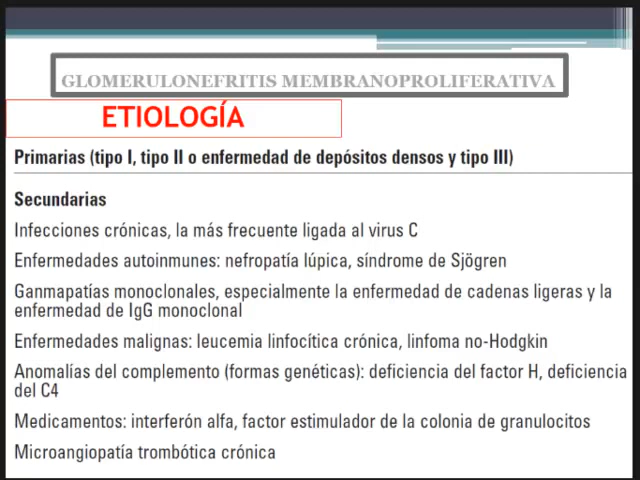 GLOMERULONEFRITIS MEMBRANOPROLIFERATIVA
ETIOLOGÍA
Primarias (tipo I, tipo II o enfermedad de depósitos densos y tipo III)
Secundarias
Infecciones crónicas, la más frecuente ligada al virus C
Enfermedades autoinmunes: nefropatía lúpica, síndrome de Sjögren
Ganmapatías monoclonales, especialmente la enfermedad de cadenas ligeras y la
enfermedad de IgG monoclonal
Enfermedades malignas: leucemia linfocítica crónica, linfoma no-Hodgkin
Anomalías del complemento (formas genéticas): deficiencia del factor H, deficiencia
del C4
Medicamentos: interferón alfa, factor estimulador de la colonia de granulocitos
Microangiopatía trombótica crónica